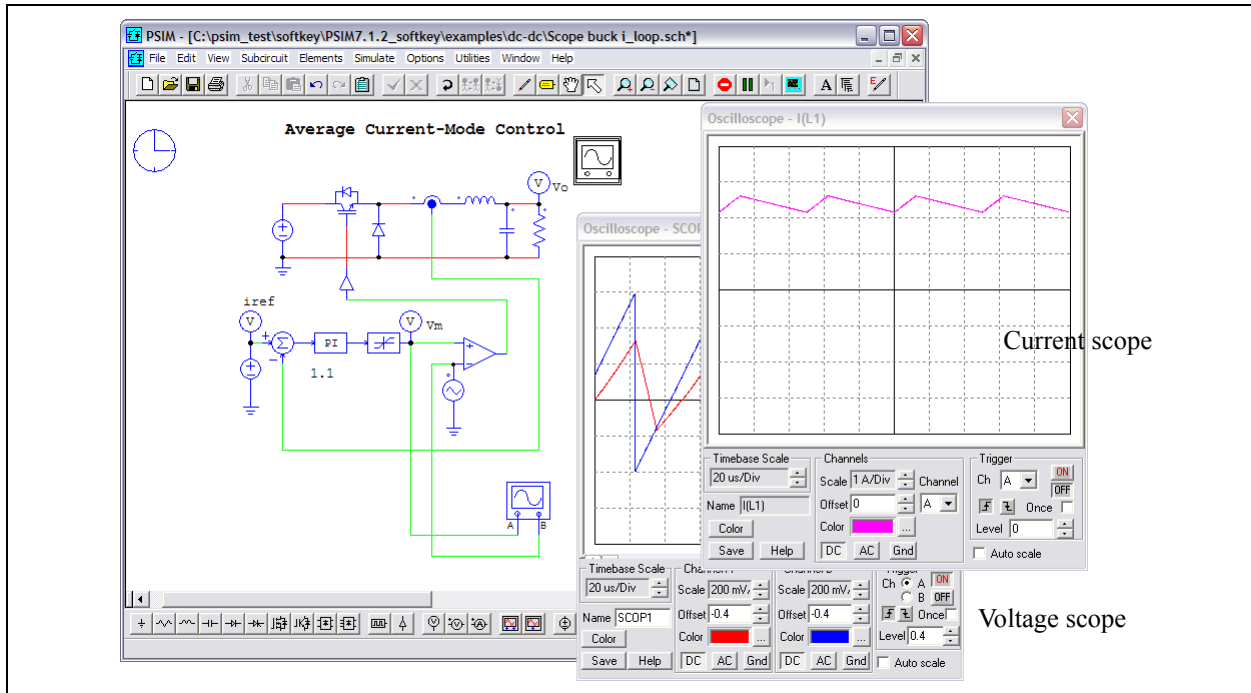 PSIM - [C:\psim_test\softkey\PSIM7.1.2_softkey\examples\dc-dc\Scope buck i_loop.sch*]
File Edit View Subcircuit Elements Simulate Options Utilities Window Help
Average Current-Mode Control
V
Vo
iref
V
V
Vm
PI
1.1
A B
Oscilloscope - I(L1)
Current scope
Timebase Scale
20 us/Div
Name I(L1)
Color
Save Help
Channels
Scale 1 A/Div Channel
Offset 0 A
Color ...
DC AC Gnd
Trigger
Ch A ON
OFF
Once
Level 0
Auto scale
Oscilloscope -
Timebase Scale
20 us/Div
Name SCOP1
Color
Save Help
Scale 200 mV/
Offset -0.4
Color ...
DC AC Gnd
Scale 200 mV/
Offset -0.4
Color ...
DC AC Gnd
Trigger
Ch A ON
B OFF
Once
Level 0.4
Auto scale
Voltage scope